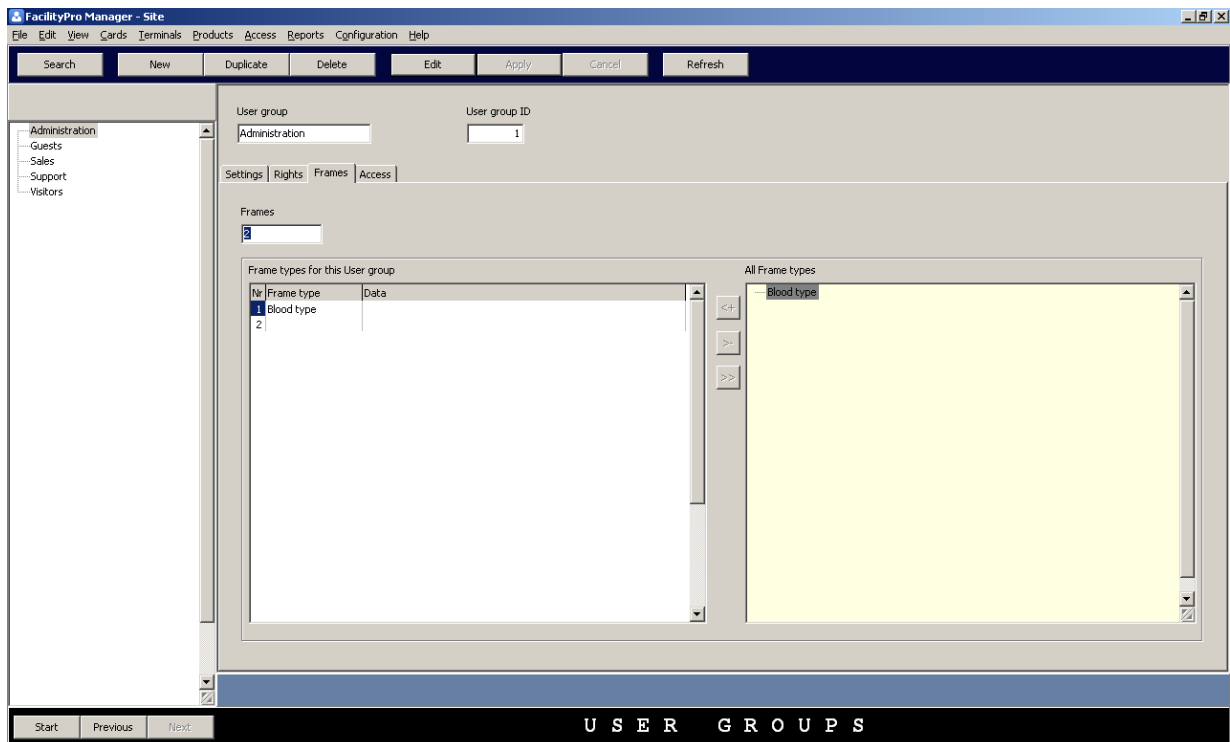 FacilityPro Manager - Site
File Edit View Cards Terminals Products Access Reports Configuration Help
Search New Duplicate Delete Edit Apply Cancel Refresh
User group User group ID
Administration 1
Administration
Guests
Sales
Support
Visitors
Settings Rights Frames Access
Frames
2
Frame types for this User group
Nr Frame type Data
1 Blood type
2
<+
>-
>>
All Frame types
Blood type
Start Previous Next
USER GROUPS